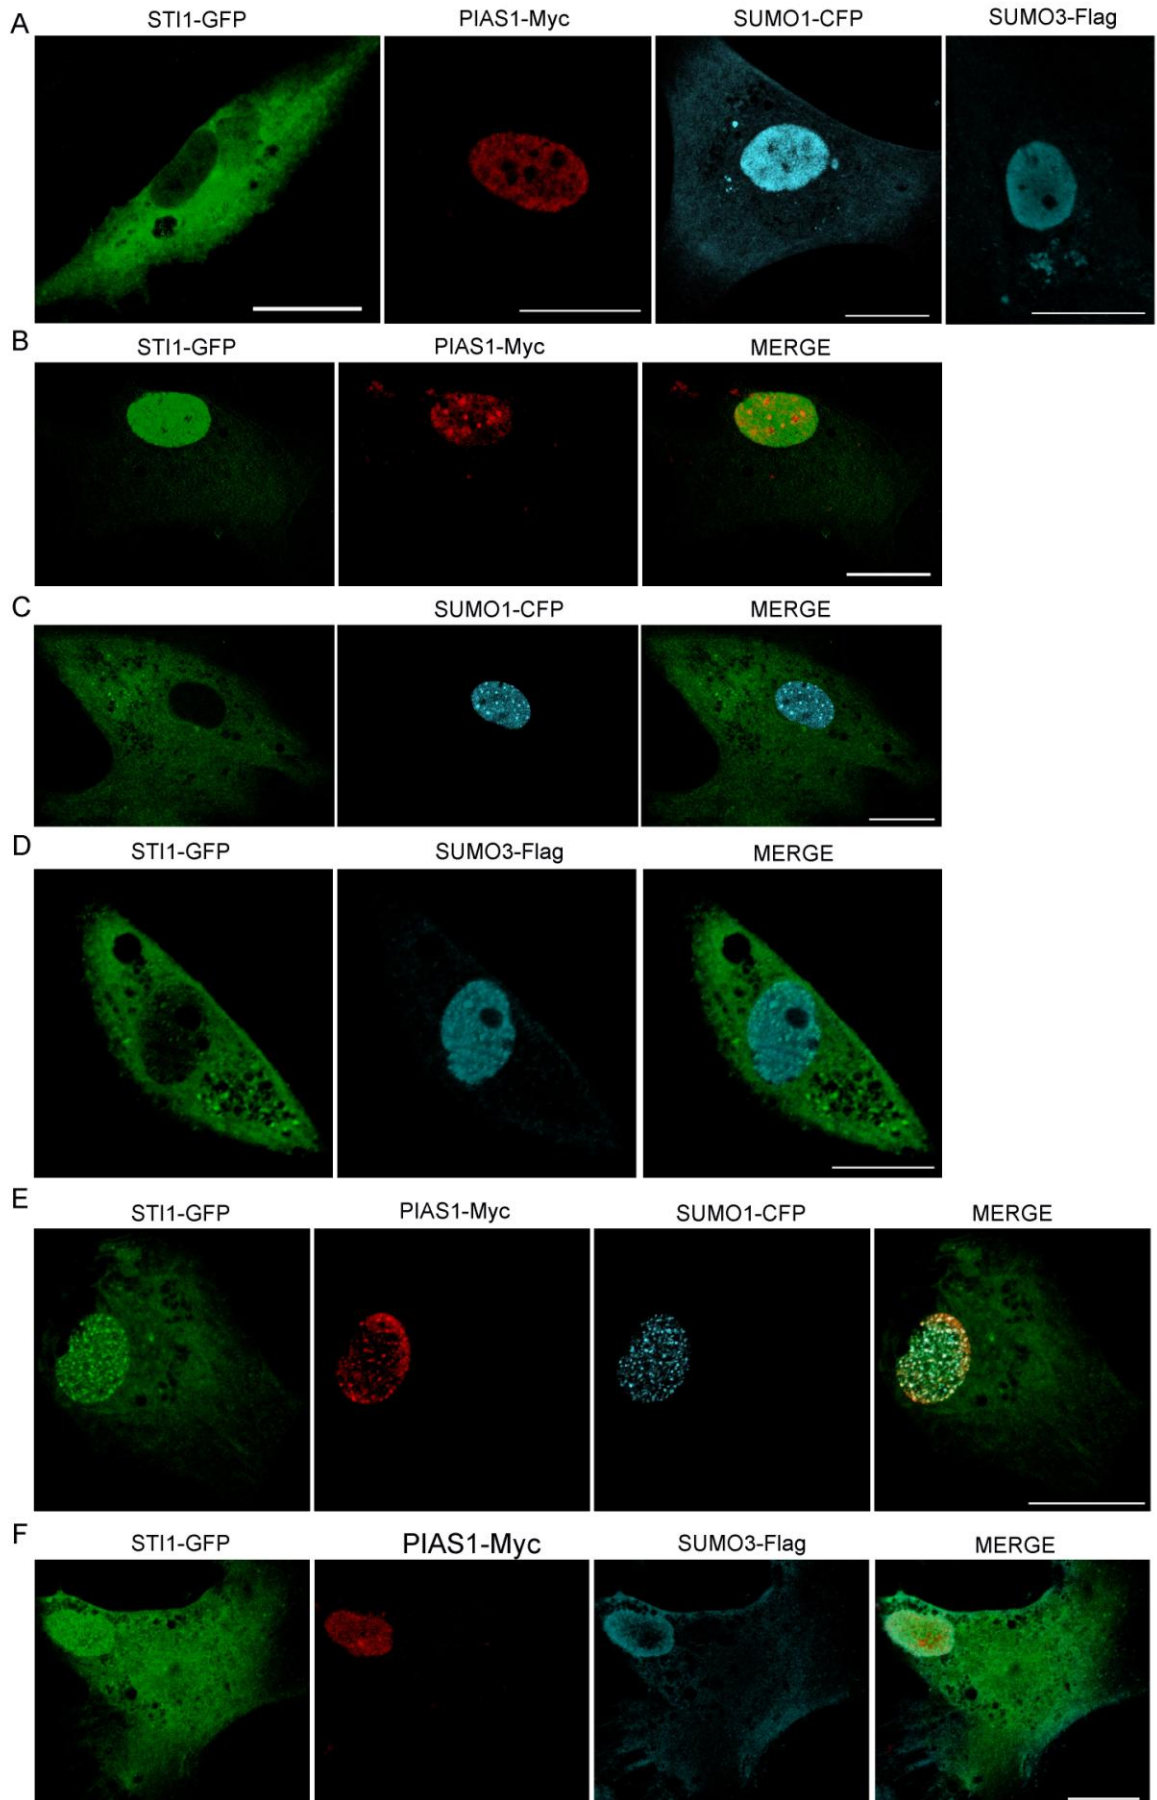 A
STI1-GFP PIAS1-Myc SUMO1-CFP SUMO3-Flag
B
STI1-GFP PIAS1-Myc MERGE
C
SUMO1-CFP MERGE
D
STI1-GFP SUMO3-Flag MERGE
E
STI1-GFP PIAS1-Myc SUMO1-CFP MERGE
F
STI1-GFP PIAS1-Myc SUMO3-Flag MERGE